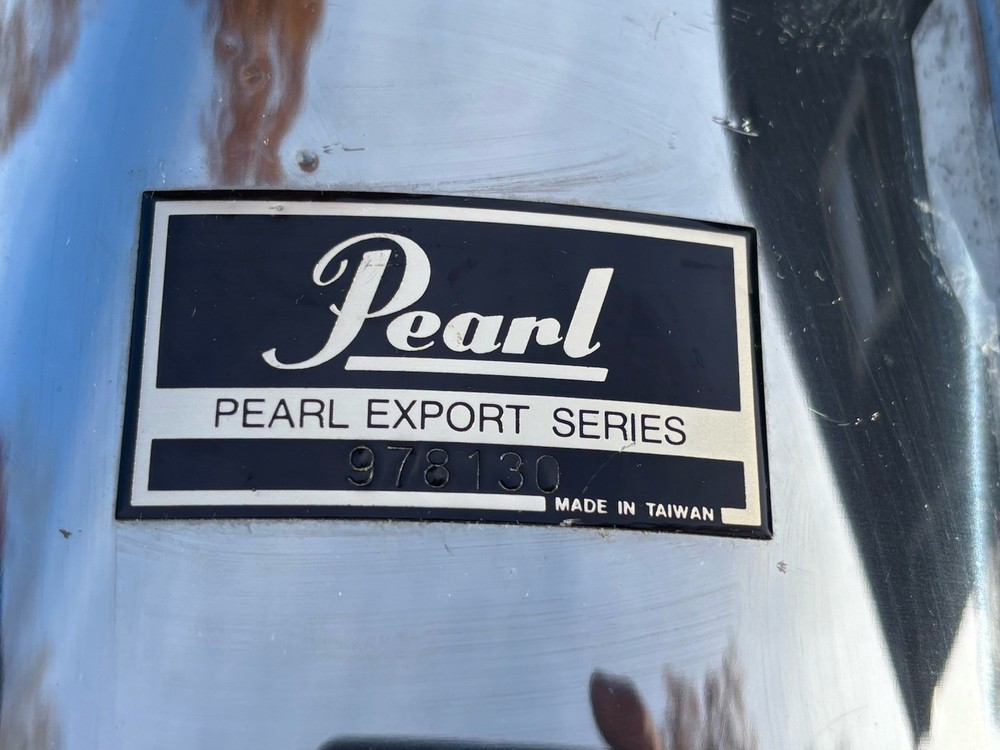 Pearl
PEARL EXPORT SERIES
978130
MADE IN TAIWAN